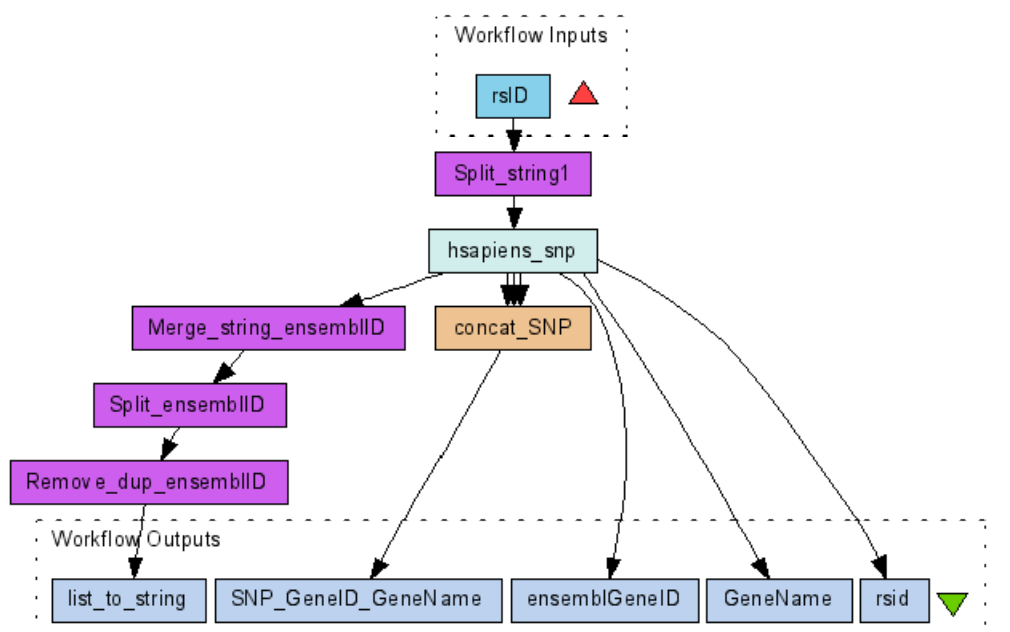 Workflow Inputs
rsID
Split_string1
hsapiens_snp
Merge_string_ensemblID
concat_SNP
Split_ensemblID
Remove_dup_ensemblID
Workflow Outputs
list_to_string
SNP_GeneID_GeneName
ensemblGeneID
GeneName
rsid